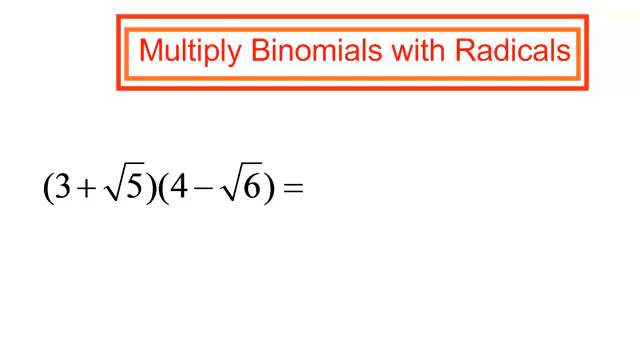 Multiply Binomials with Radicals
(3 + √5)(4 − √6) =